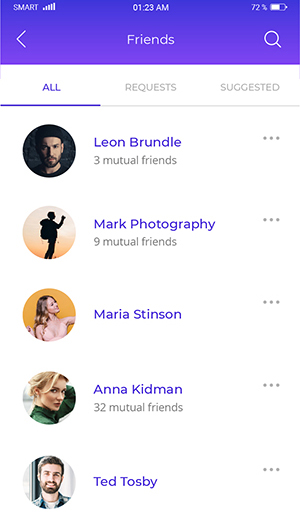 SMART 01:23 AM 72 %
Friends
ALL REQUESTS SUGGESTED
Leon Brundle
3 mutual friends
Mark Photography
9 mutual friends
Maria Stinson
Anna Kidman
32 mutual friends
Ted Tosby